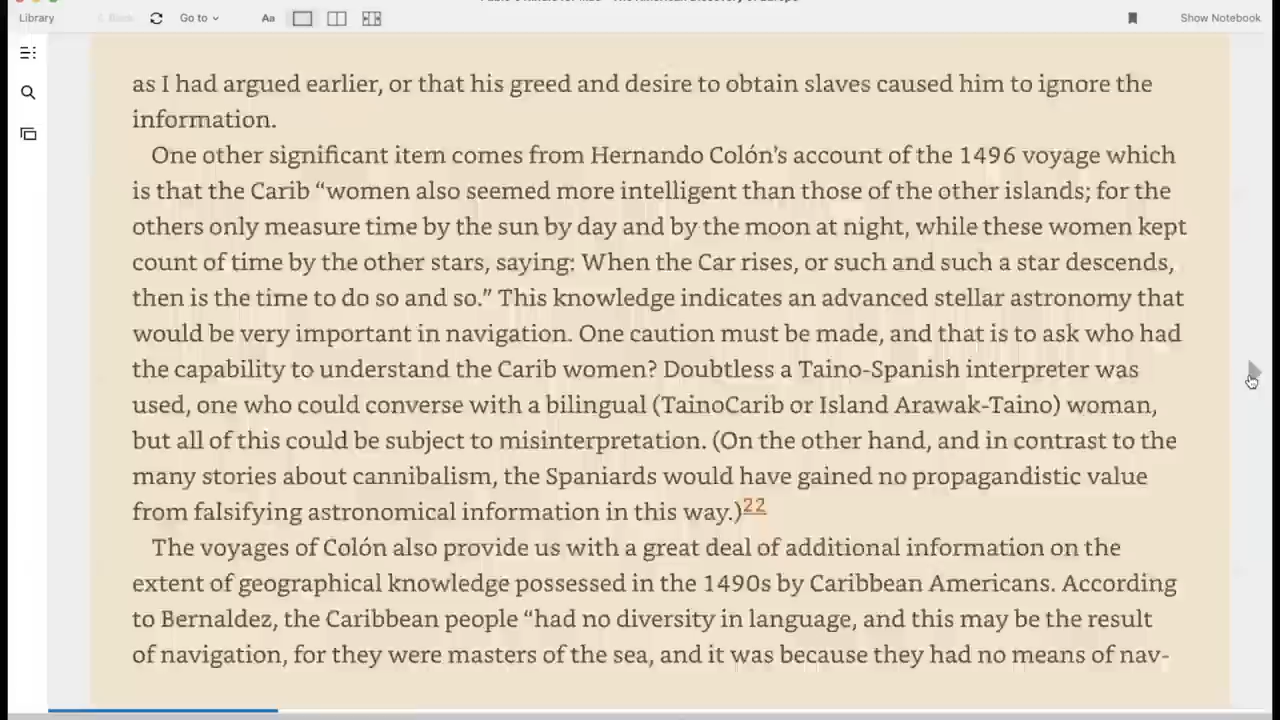 Library Back Go to Aa Show Notebook
as I had argued earlier, or that his greed and desire to obtain slaves caused him to ignore the
information.
One other significant item comes from Hernando Colón's account of the 1496 voyage which
is that the Carib “women also seemed more intelligent than those of the other islands; for the
others only measure time by the sun by day and by the moon at night, while these women kept
count of time by the other stars, saying: When the Car rises, or such and such a star descends,
then is the time to do so and so.” This knowledge indicates an advanced stellar astronomy that
would be very important in navigation. One caution must be made, and that is to ask who had
the capability to understand the Carib women? Doubtless a Taino-Spanish interpreter was
used, one who could converse with a bilingual (TainoCarib or Island Arawak-Taino) woman,
but all of this could be subject to misinterpretation. (On the other hand, and in contrast to the
many stories about cannibalism, the Spaniards would have gained no propagandistic value
from falsifying astronomical information in this way.)22
The voyages of Colón also provide us with a great deal of additional information on the
extent of geographical knowledge possessed in the 1490s by Caribbean Americans. According
to Bernaldez, the Caribbean people “had no diversity in language, and this may be the result
of navigation, for they were masters of the sea, and it was because they had no means of nav-